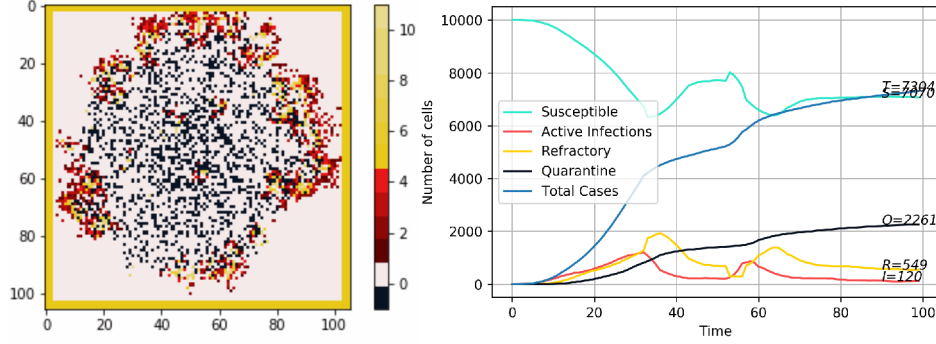 0
20
40
60
80
100
0
20
40
60
80
100
10
8
6
4
2
0
Number of cells
10000
8000
6000
4000
2000
0
Susceptible
Active Infections
Refractory
Quarantine
Total Cases
T=7394
S=7070
Q=2261
R=549
I=120
0
20
40
60
80
100
Time